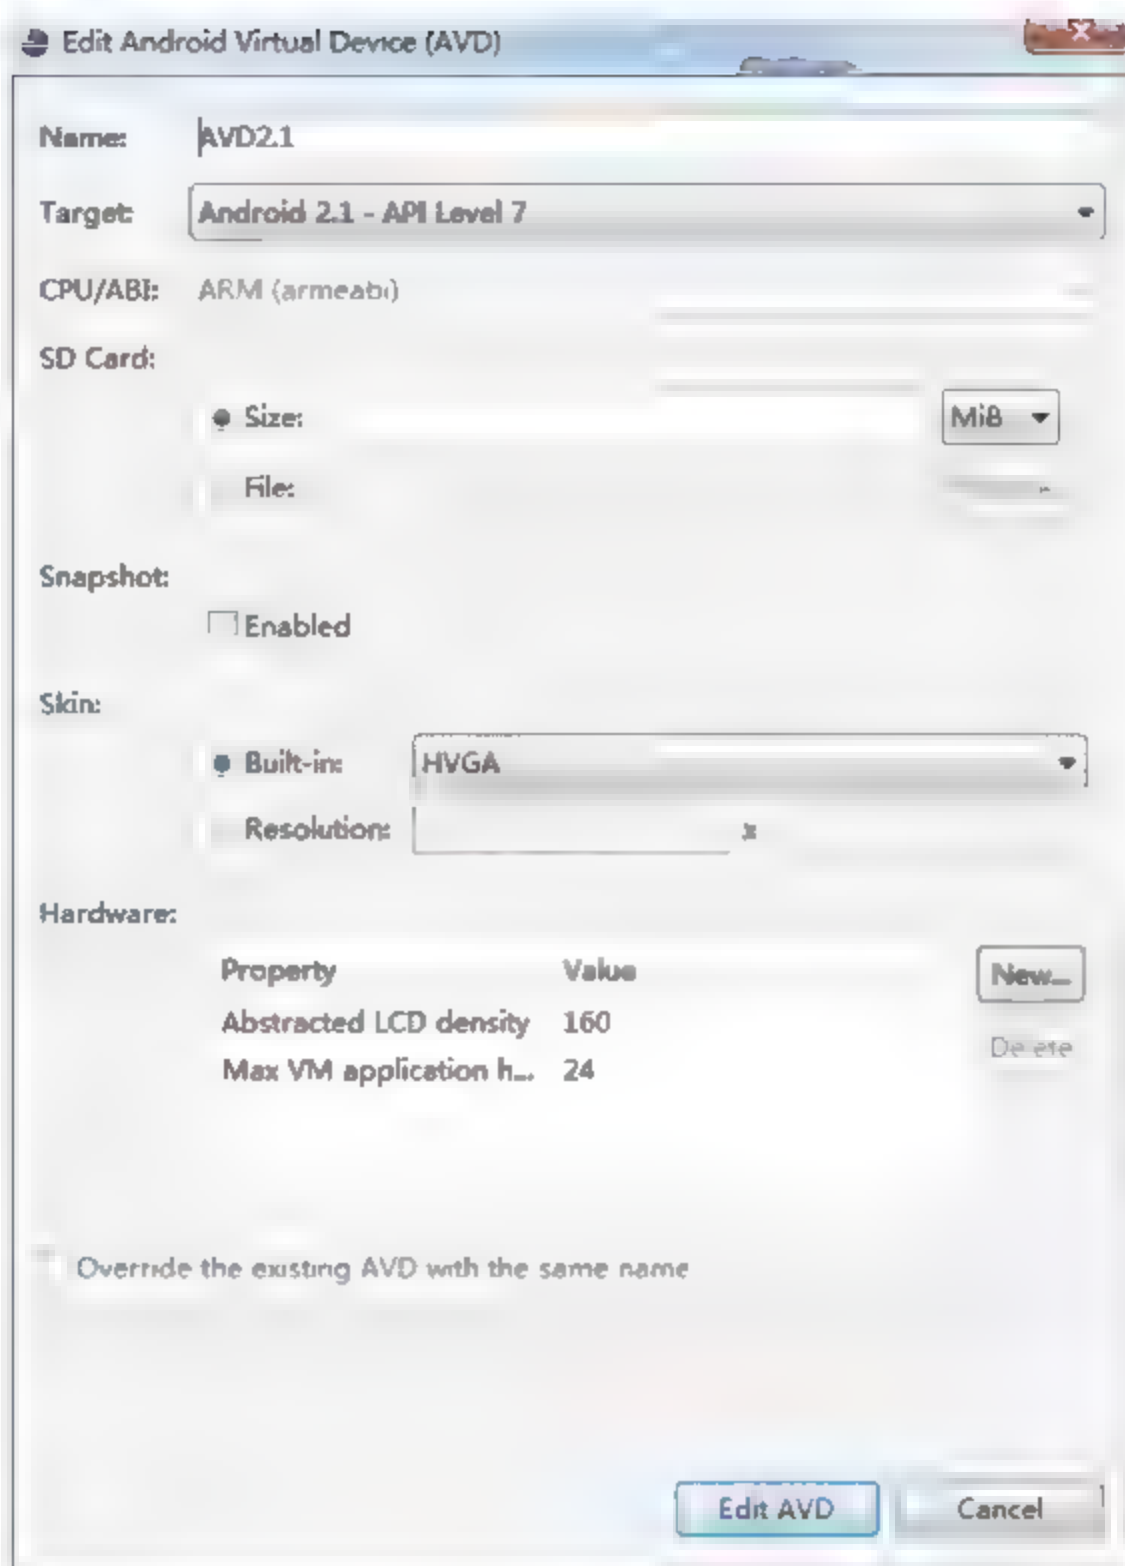 Edit Android Virtual Device (AVD)
Name: AVD2.1
Target: Android 2.1 - API Level 7
CPU/ABI: ARM (armeabi)
SD Card:
Size: MiB
File:
Snapshot:
Enabled
Skin:
Built-in: HVGA
Resolution: x
Hardware:
Property Value New...
Abstracted LCD density 160
Delete
Max VM application h... 24
Override the existing AVD with the same name
Edit AVD Cancel